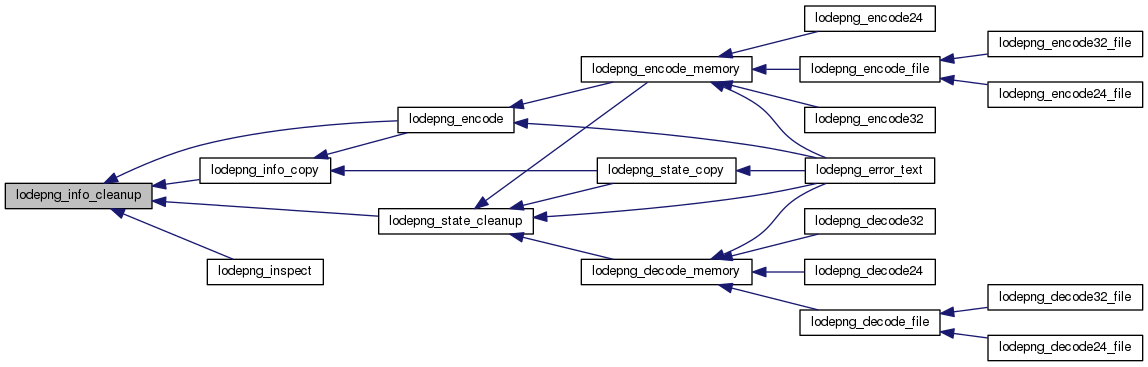 lodepng_encode24
lodepng_encode32_file
lodepng_encode_memory
lodepng_encode_file
lodepng_encode24_file
lodepng_encode
lodepng_encode32
lodepng_info_copy
lodepng_state_copy
lodepng_error_text
lodepng_info_cleanup
lodepng_state_cleanup
lodepng_decode32
lodepng_inspect
lodepng_decode_memory
lodepng_decode24
lodepng_decode32_file
lodepng_decode_file
lodepng_decode24_file